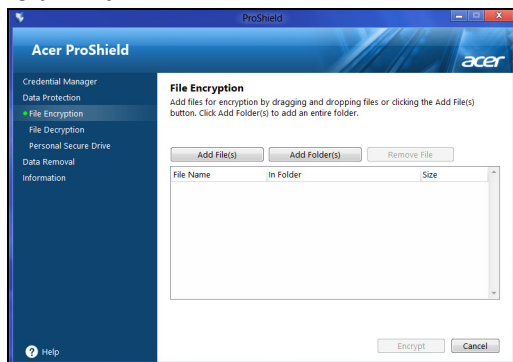 ProShield
Acer ProShield
acer
Credential Manager
Data Protection
File Encryption
File Decryption
Personal Secure Drive
Data Removal
Information
Help
File Encryption
Add files for encryption by dragging and dropping files or clicking the Add File(s)
button. Click Add Folder(s) to add an entire folder.
Add File(s) Add Folder(s) Remove File
File Name In Folder Size
Encrypt Cancel